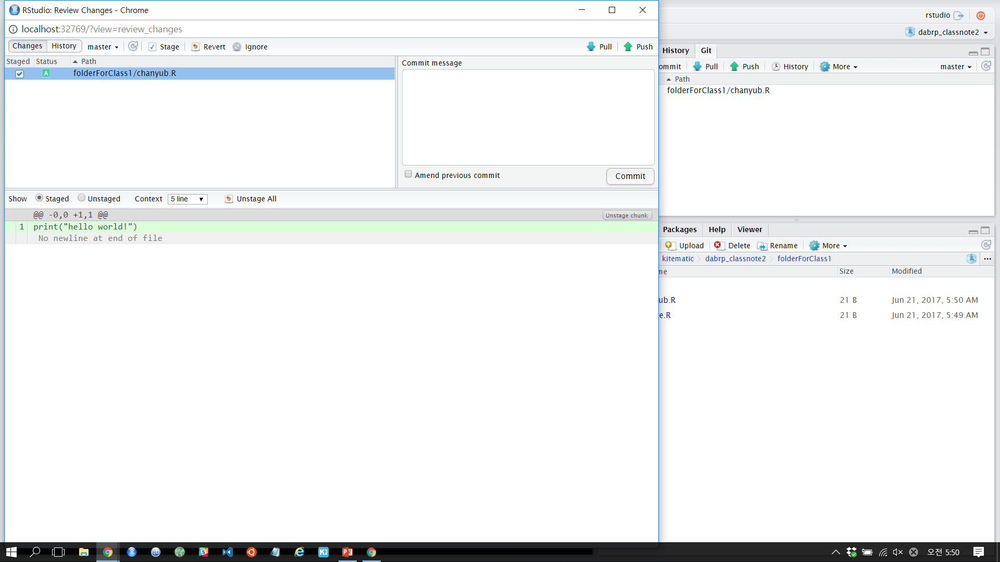 RStudio: Review Changes - Chrome
localhost:32769/?view=review_changes
Changes History master Stage Revert Ignore Pull Push
Staged Status Path
A folderForClass1/chanyub.R
Commit message
Amend previous commit Commit
Show Staged Unstaged Context 5 line Unstage All
@@ -0,0 +1,1 @@ Unstage chunk
1 print("hello world!")
No newline at end of file
rstudio
dabrp_classnote2
History Git
ommit Pull Push History More master
Path
folderForClass1/chanyub.R
Packages Help Viewer
Upload Delete Rename More
kitematic dabrp_classnote2 folderForClass1 ...
me Size Modified
ub.R 21 B Jun 21, 2017, 5:50 AM
e.R 21 B Jun 21, 2017, 5:49 AM
오전 5:50